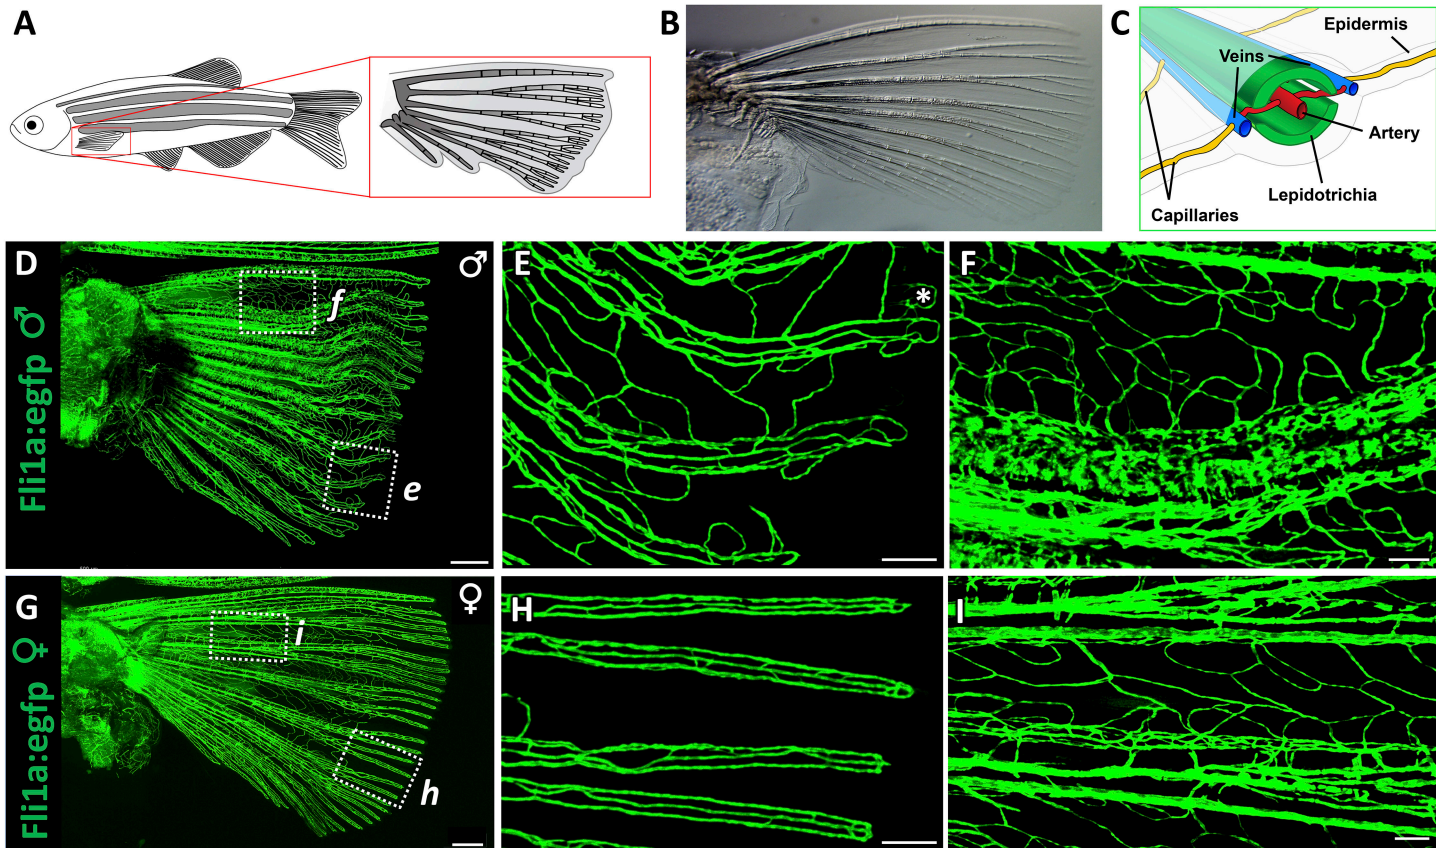 A
B
C
Epidermis
Veins
Artery
Lepidotrichia
Capillaries
D
♂
f
e
Fli1a:egfp ♂
E
*
F
G
♀
i
h
Fli1a:egfp ♀
H
I